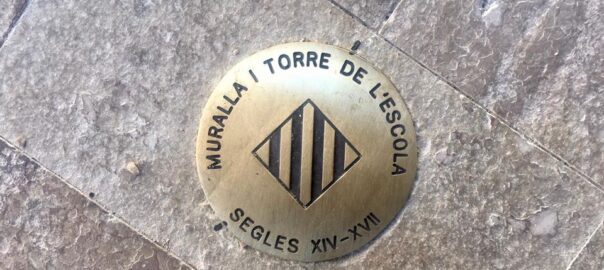 MURALLA I TORRE DE L'ESCOLA
SEGLES XIV-XVII